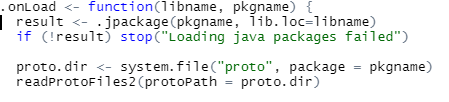 .onLoad <- function(libname, pkgname) {
  result <- .jpackage(pkgname, lib.loc=libname)
  if (!result) stop("Loading java packages failed")

  proto.dir <- system.file("proto", package = pkgname)
  readProtoFiles2(protoPath = proto.dir)